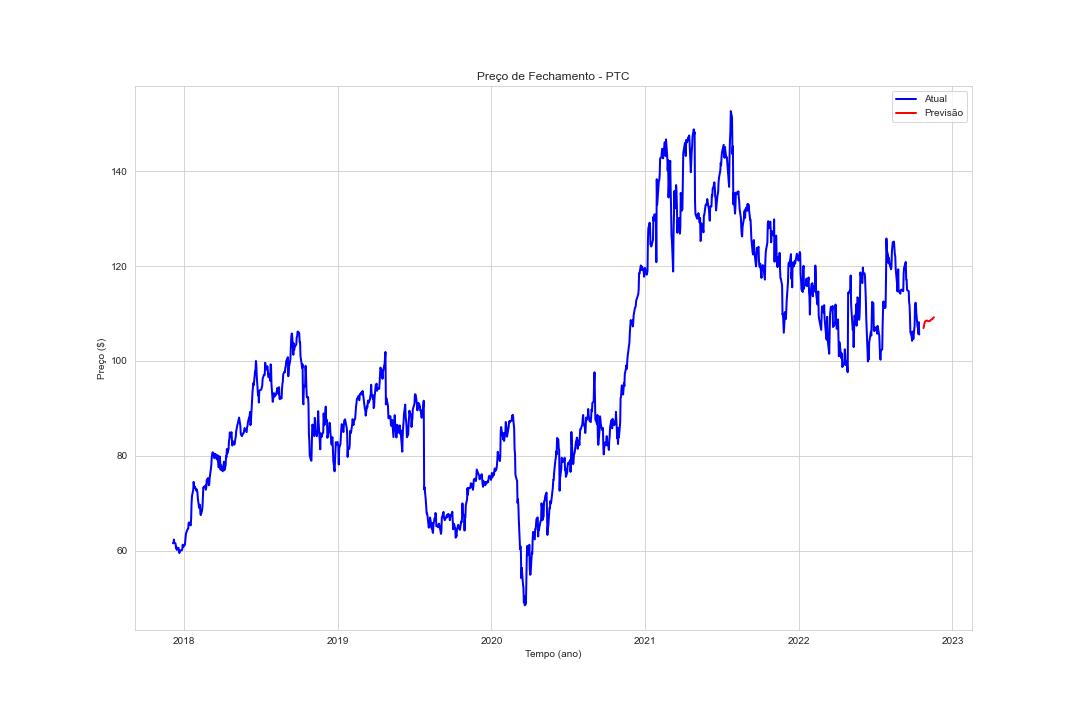 Preço de Fechamento - PTC
Atual
Previsão
Preço ($)
140
120
100
80
60
2018
2019
2020
2021
2022
2023
Tempo (ano)